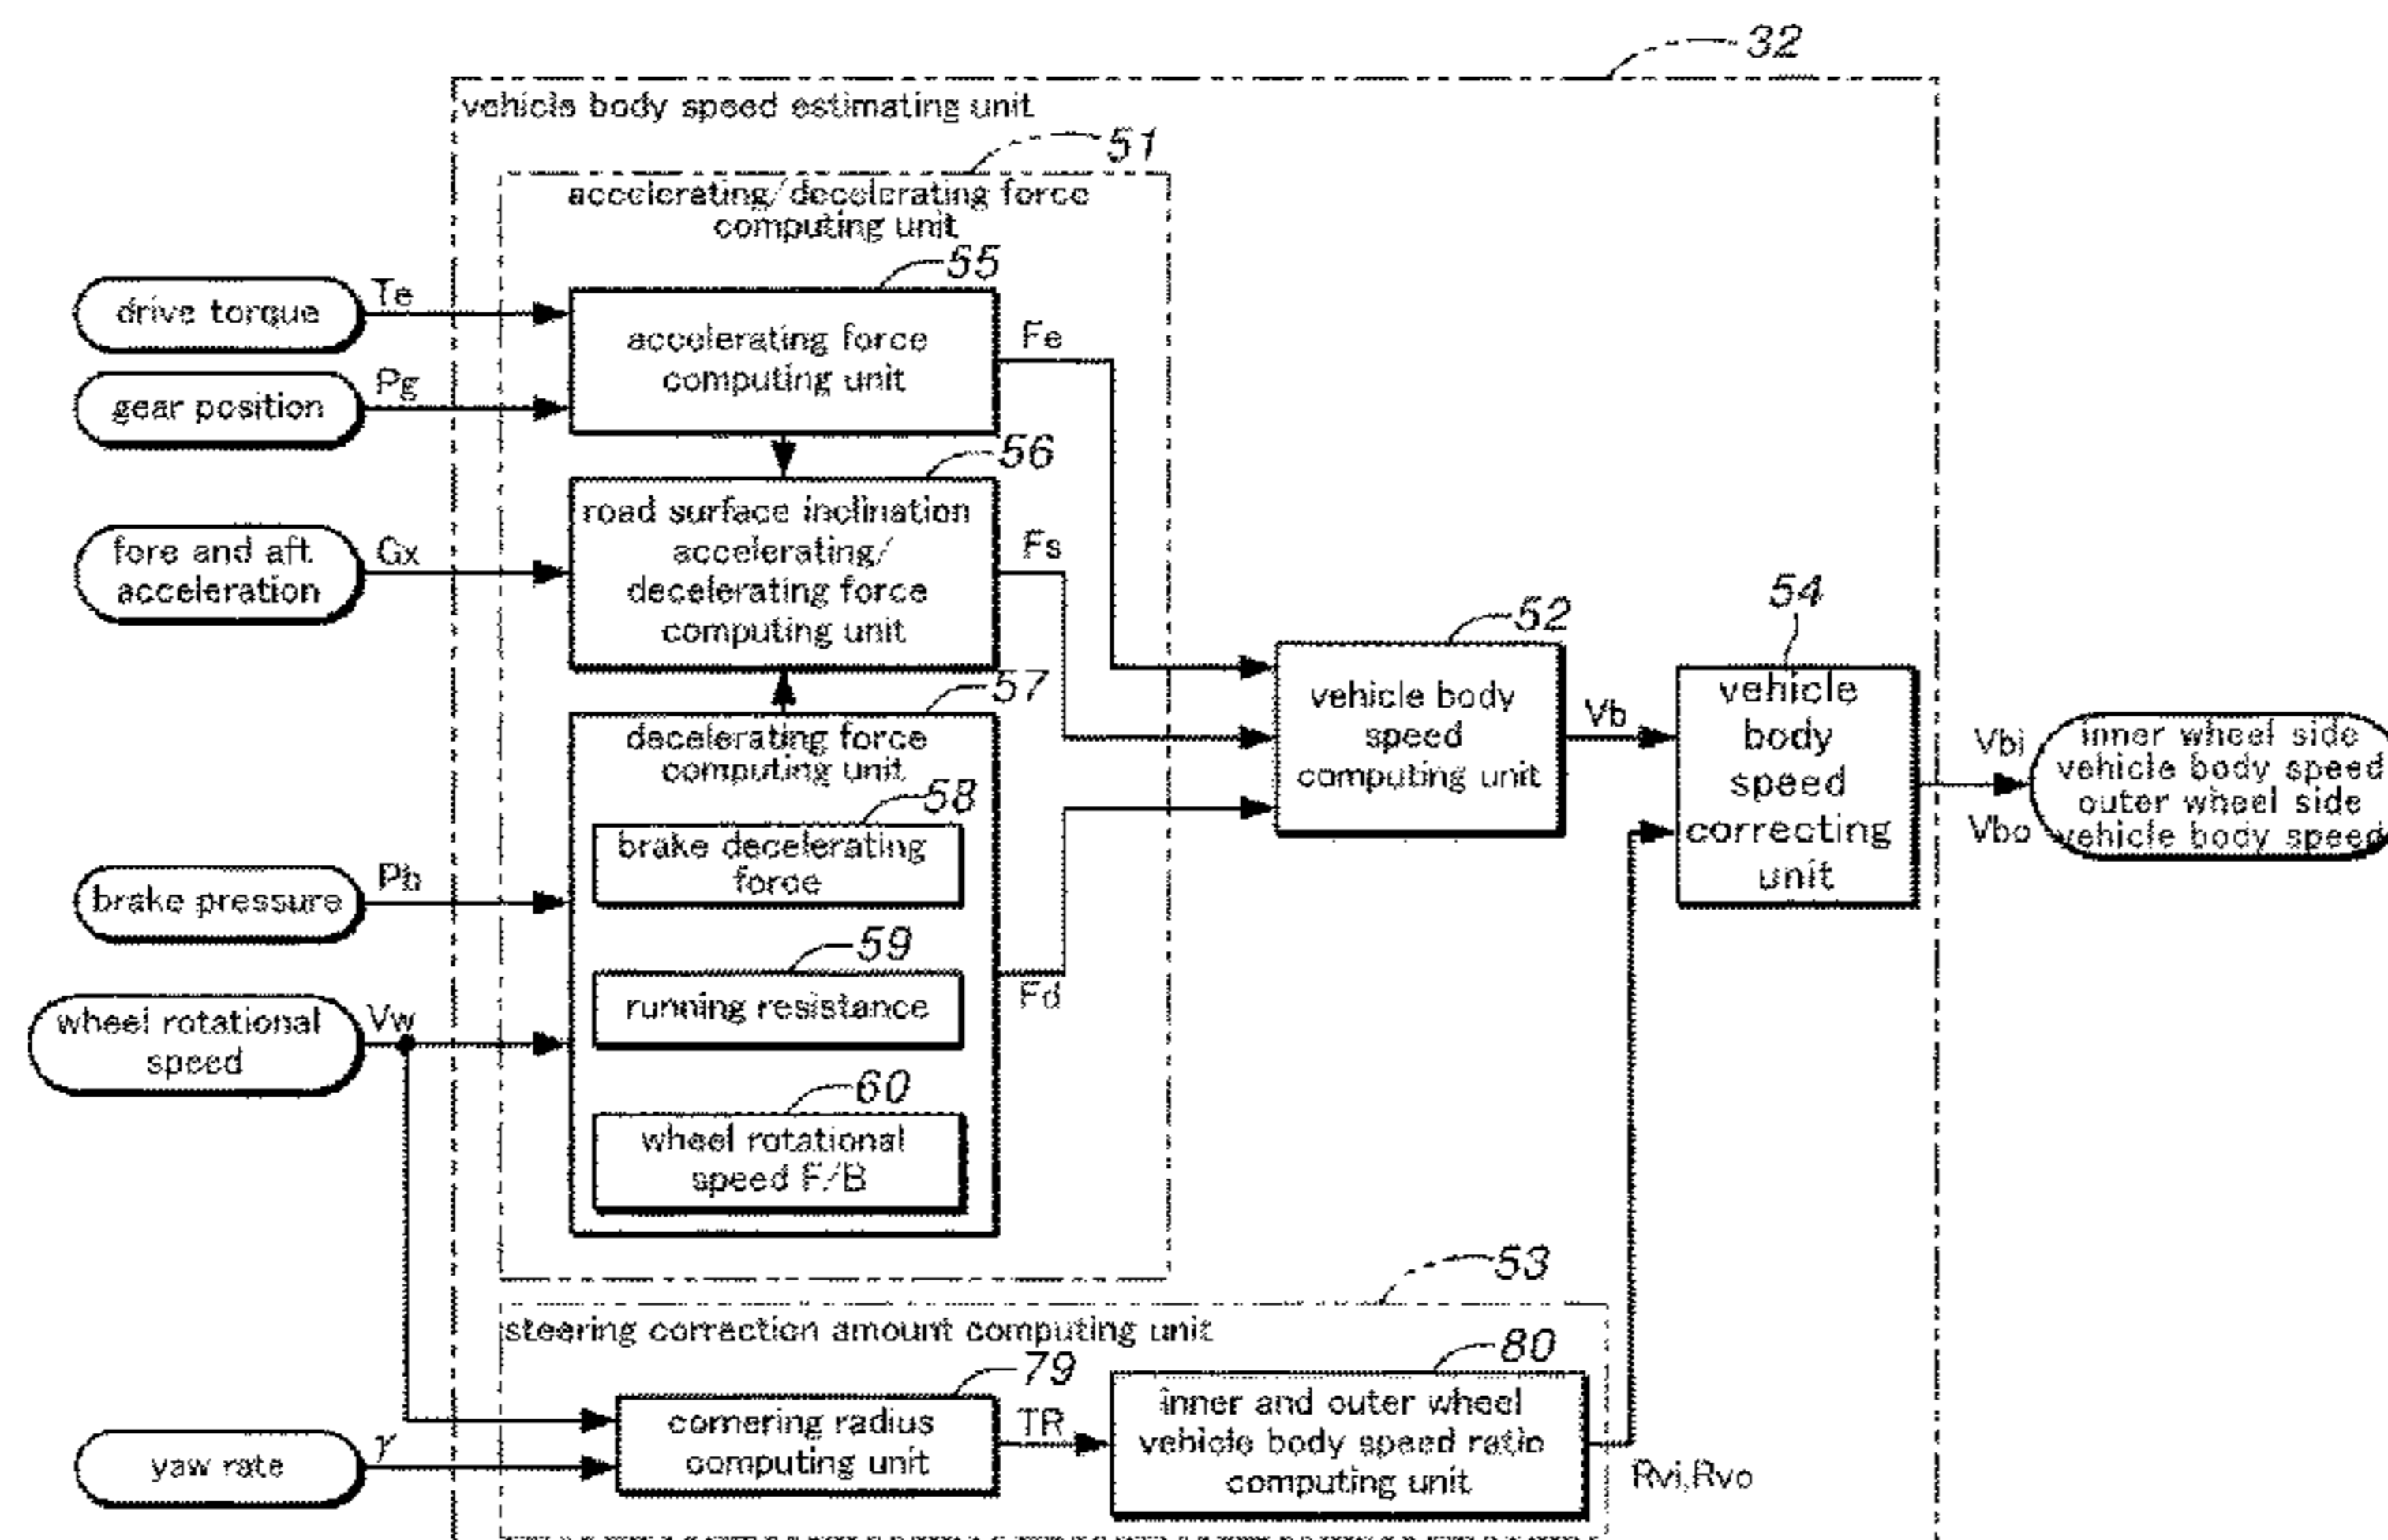 32
vehicle body speed estimating unit
51
accelerating/decelerating force
computing unit
55
drive torque
Te
accelerating force
computing unit
Fe
gear position
Pg
56
fore and aft
acceleration
Gx
road surface inclination
accelerating/
decelerating force
computing unit
Fs
52
vehicle body
speed
computing unit
Vb
54
vehicle
body
speed
correcting
unit
Vbi
Vbo
inner wheel side
vehicle body speed
outer wheel side
vehicle body speed
57
decelerating force
computing unit
58
brake decelerating
force
brake pressure
Pb
59
running resistance
Fd
wheel rotational
speed
Vw
60
wheel rotational
speed F/B
53
steering correction amount computing unit
79
cornering radius
computing unit
TR
80
inner and outer wheel
vehicle body speed ratio
computing unit
Rvi,Rvo
yaw rate
γ